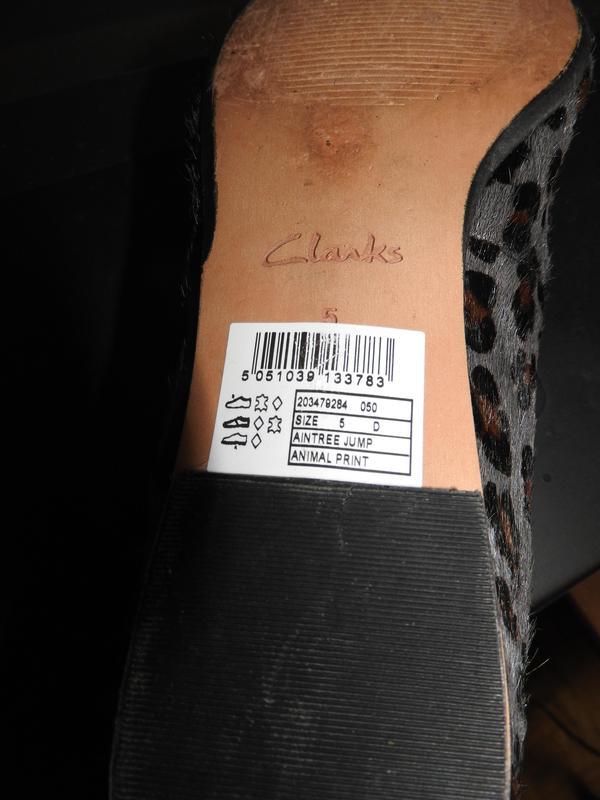 Clarks
5
5 051039 133783
203479284 050
SIZE 5 D
AINTREE JUMP
ANIMAL PRINT